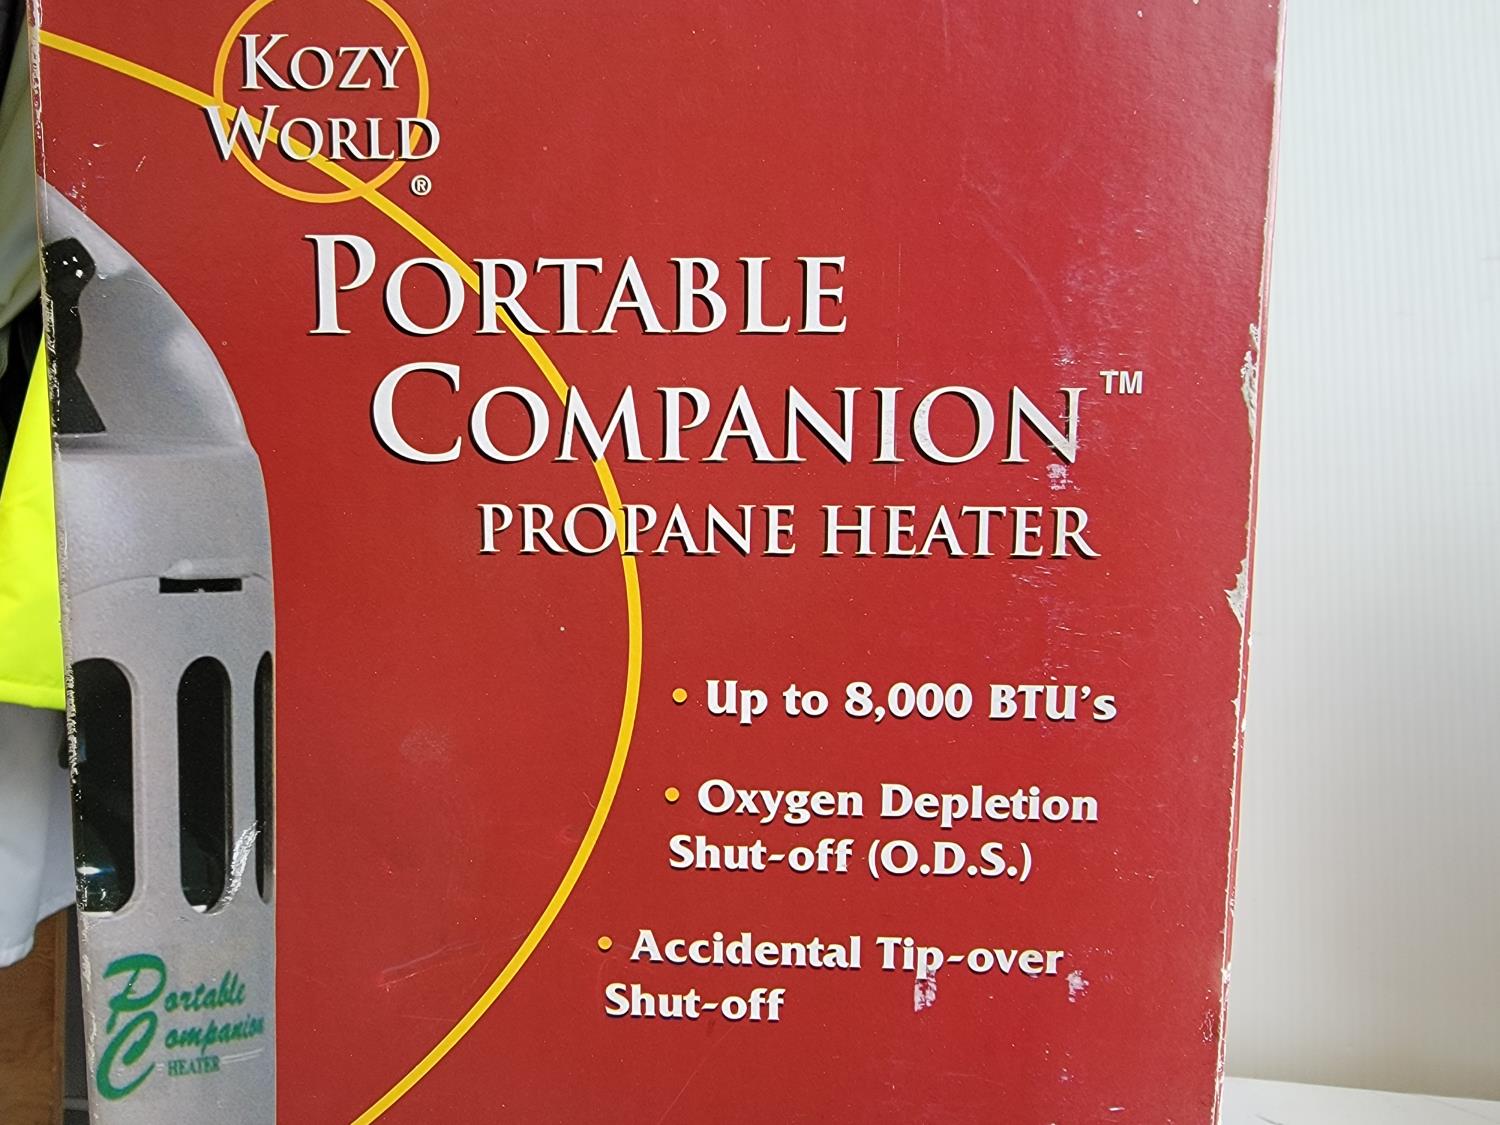 KOZY
WORLD
®
PORTABLE
COMPANION™
PROPANE HEATER
• Up to 8,000 BTU's
• Oxygen Depletion
Shut-off (O.D.S.)
• Accidental Tip-over
Shut-off
Portable
Companion
HEATER